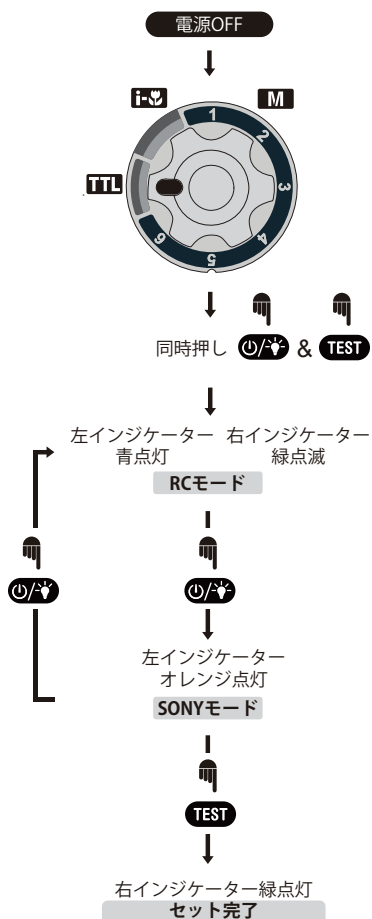 電源OFF
i-
M
1
2
3
4
5
6
TTL
同時押し / & TEST
左インジケーター 右インジケーター
青点灯 緑点滅
RCモード
/
/
左インジケーター
オレンジ点灯
SONYモード
TEST
右インジケーター緑点灯
セット完了